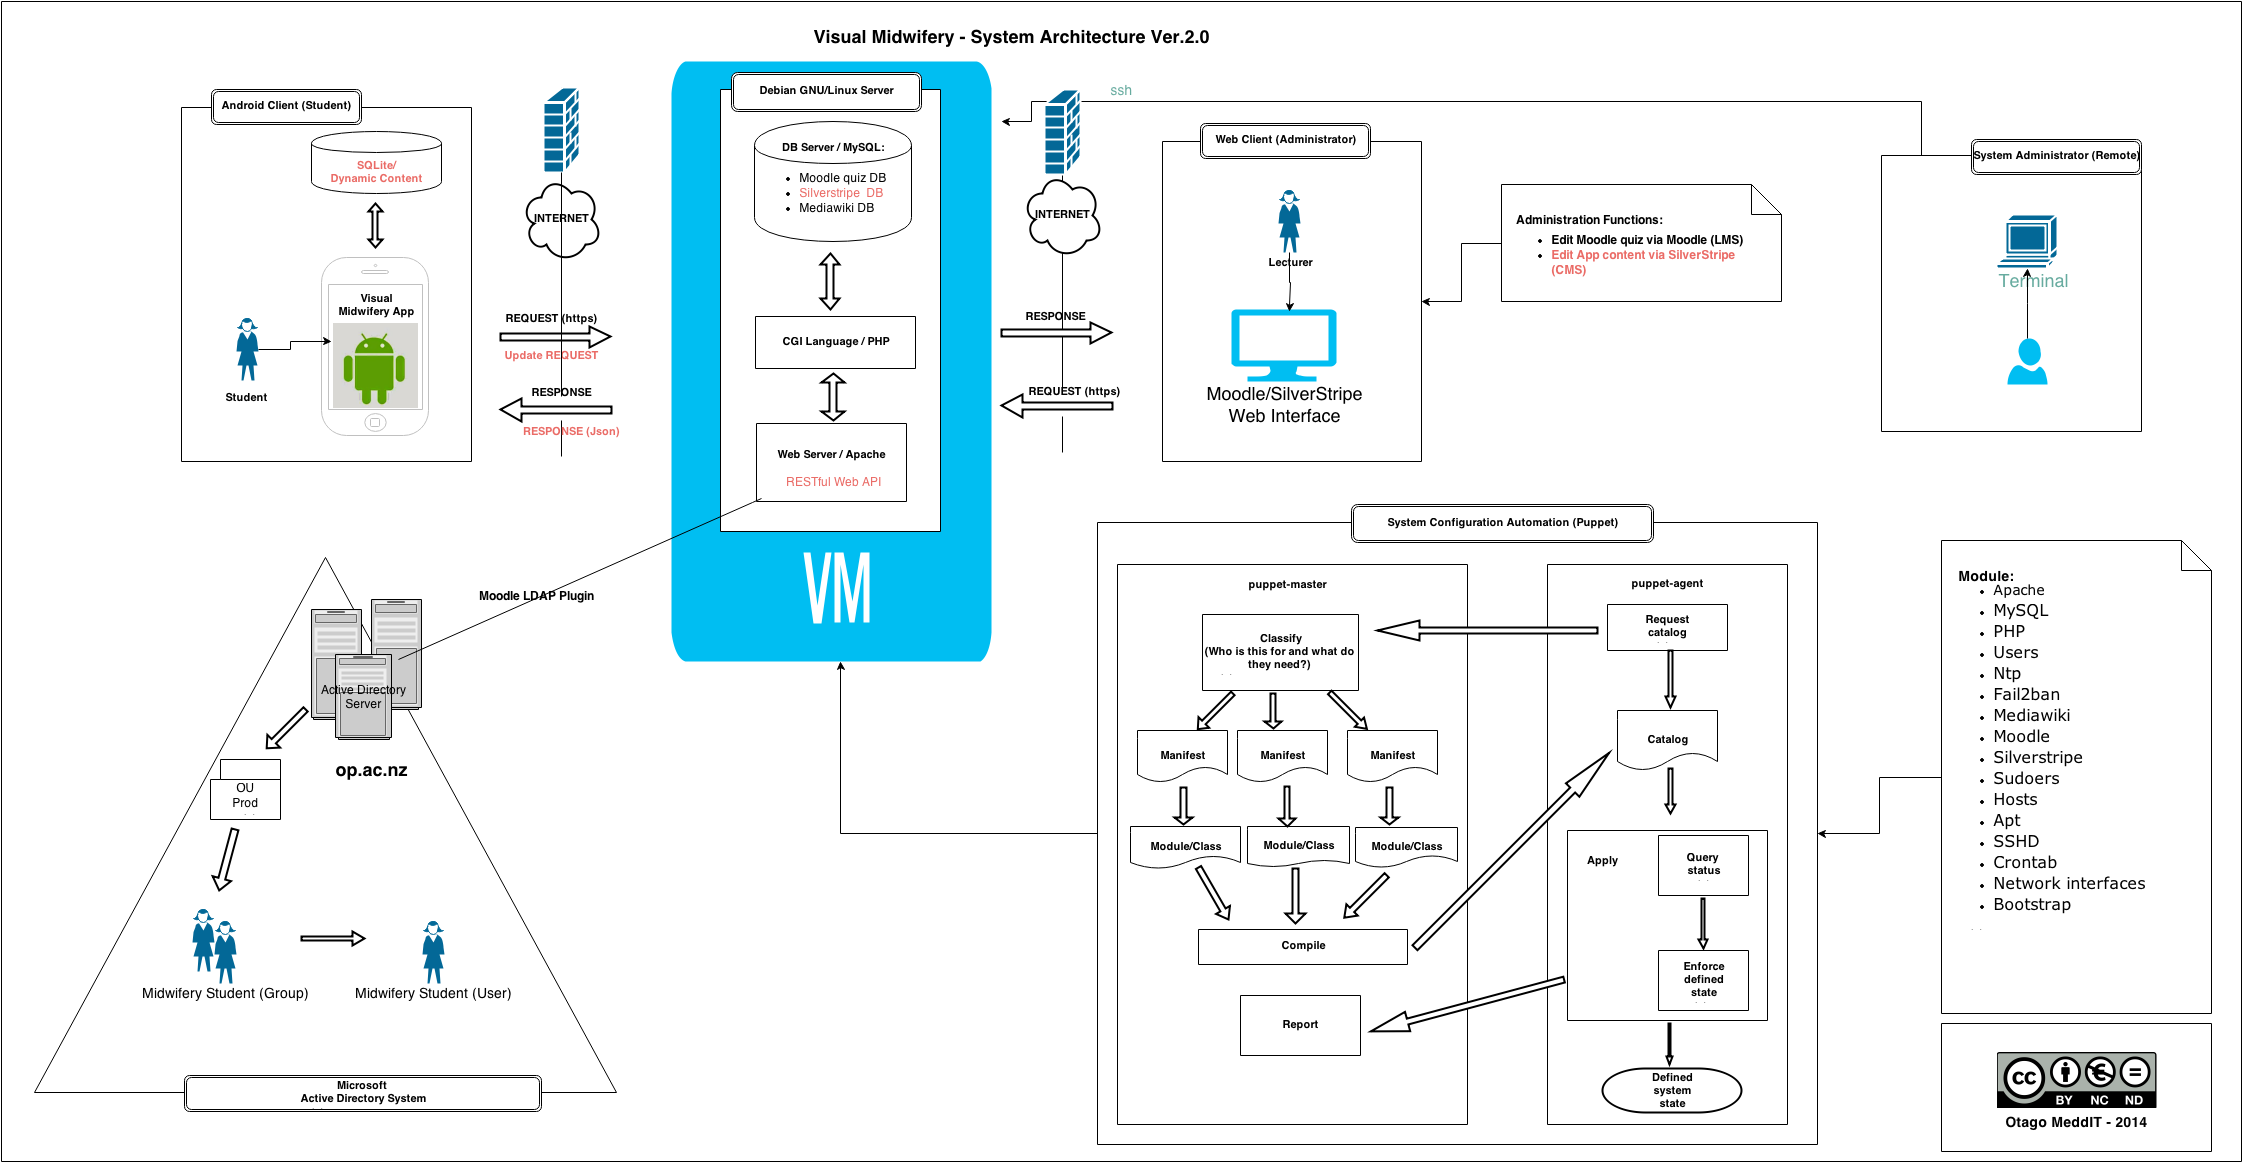 Visual Midwifery - System Architecture Ver.2.0
Android Client (Student)
SQLite/
Dynamic Content
Visual
Midwifery App
Student
INTERNET
REQUEST (https)
Update REQUEST
RESPONSE
RESPONSE (Json)
Debian GNU/Linux Server
DB Server / MySQL:
Moodle quiz DB
Silverstripe DB
Mediawiki DB
CGI Language / PHP
Web Server / Apache
RESTful Web API
VM
ssh
INTERNET
RESPONSE
REQUEST (https)
Web Client (Administrator)
Lecturer
Moodle/SilverStripe
Web Interface
Administration Functions:
Edit Moodle quiz via Moodle (LMS)
Edit App content via SilverStripe
(CMS)
System Administrator (Remote)
Terminal
Moodle LDAP Plugin
Active Directory
Server
op.ac.nz
OU
Prod
Midwifery Student (Group)
Midwifery Student (User)
Microsoft
Active Directory System
System Configuration Automation (Puppet)
puppet-master
Classify
(Who is this for and what do
they need?)
Manifest
Manifest
Manifest
Module/Class
Module/Class
Module/Class
Compile
Report
puppet-agent
Request
catalog
Catalog
Apply
Query
status
Enforce
defined
state
Defined
system
state
Module:
Apache
MySQL
PHP
Users
Ntp
Fail2ban
Mediawiki
Moodle
Silverstripe
Sudoers
Hosts
Apt
SSHD
Crontab
Network interfaces
Bootstrap
cc
BY NC ND
Otago MeddIT - 2014